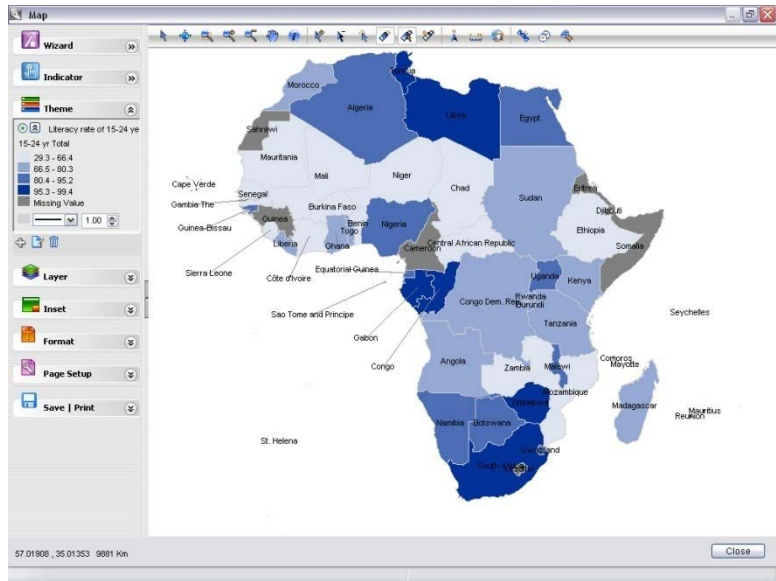 Map
Wizard
Indicator
Theme
Literacy rate of 15-24 ye
15-24 yr Total
29.3 - 66.4
66.5 - 80.3
80.4 - 95.2
95.3 - 99.4
Missing Value
1.00
Layer
Inset
Format
Page Setup
Save | Print
Tunisia
Morocco
Algeria
Libya
Egypt
Sahrawi
Mauritania
Mali
Niger
Chad
Sudan
Eritrea
Cape Verde
Senegal
Gambia The
Burkina Faso
Djibouti
Guinea-Bissau
Guinea
Benin
Togo
Nigeria
Ethiopia
Liberia
Ghana
Cameroon
Central African Republic
Somalia
Sierra Leone
Côte d'Ivoire
Equatorial Guinea
Uganda
Kenya
Sao Tome and Principe
Congo Dem. Rep.
Rwanda
Burundi
Seychelles
Gabon
Tanzania
Congo
Angola
Zambia
Malawi
Comoros
Mayotte
Mozambique
Zimbabwe
Madagascar
Mauritius
Reunion
Namibia
Botswana
St. Helena
Swaziland
South Africa
Lesotho
57.01908 , 35.01353 9881 Km
Close